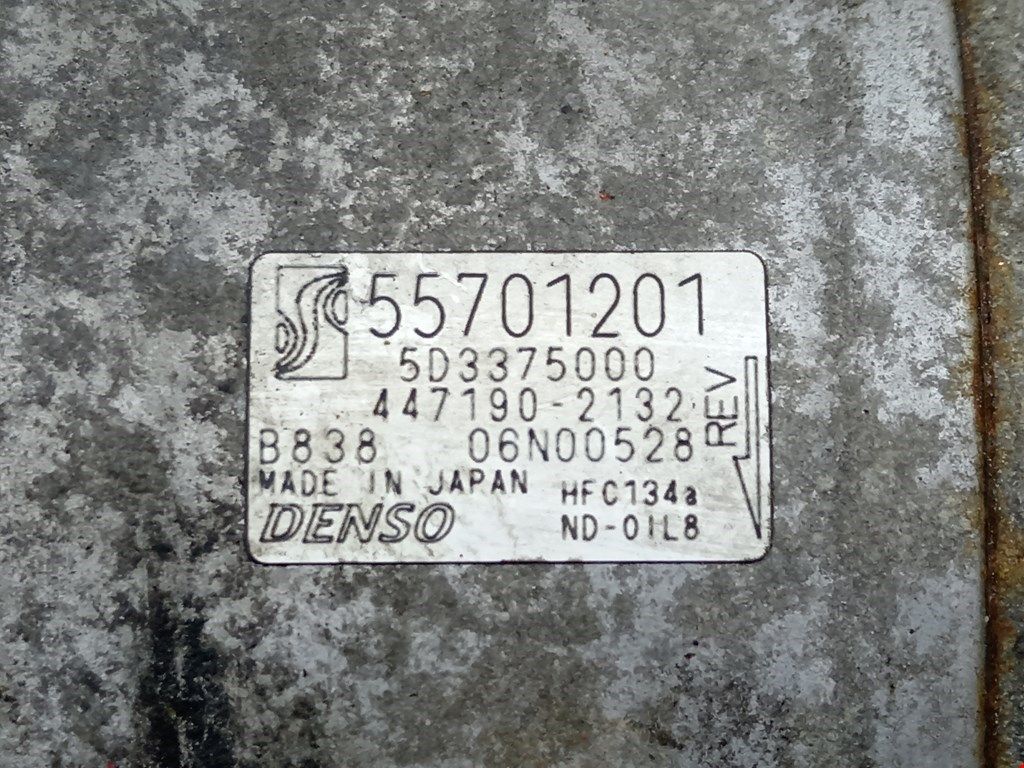 55701201
5D3375000
447190-2132
REV
B838 06N00528
MADE IN JAPAN HFC134a
DENSO ND-OIL8